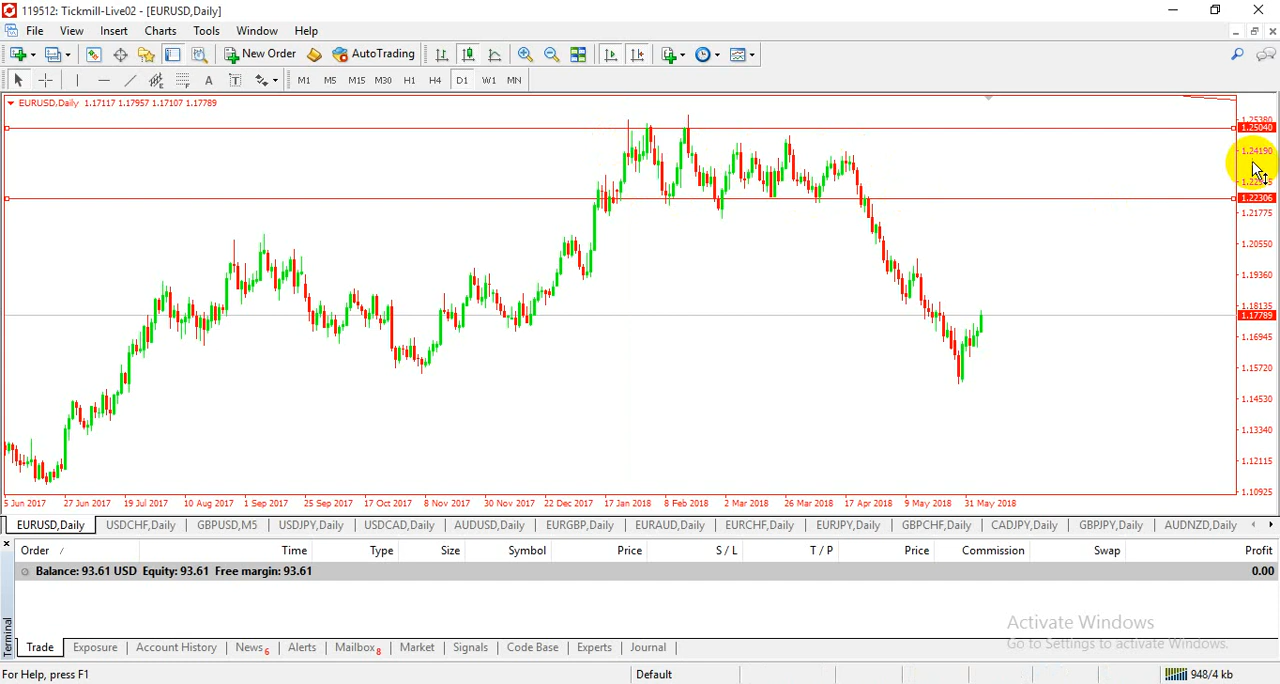 119512: Tickmill-Live02 - [EURUSD,Daily]
File View Insert Charts Tools Window Help
New Order AutoTrading
A T M1 M5 M15 M30 H1 H4 D1 W1 MN
EURUSD,Daily 1.17117 1.17957 1.17107 1.17789
1.25380
1.25040
1.24190
1.22306
1.21775
1.20550
1.19360
1.18135
1.17789
1.16945
1.15720
1.14530
1.13340
1.12115
1.10925
5 Jun 2017 27 Jun 2017 19 Jul 2017 10 Aug 2017 1 Sep 2017 25 Sep 2017 17 Oct 2017 8 Nov 2017 30 Nov 2017 22 Dec 2017 17 Jan 2018 8 Feb 2018 2 Mar 2018 26 Mar 2018 17 Apr 2018 9 May 2018 31 May 2018
EURUSD,Daily USDCHF,Daily GBPUSD,M5 USDJPY,Daily USDCAD,Daily AUDUSD,Daily EURGBP,Daily EURAUD,Daily EURCHF,Daily EURJPY,Daily GBPCHF,Daily CADJPY,Daily GBPJPY,Daily AUDNZD,Daily
Order / Time Type Size Symbol Price S / L T / P Price Commission Swap Profit
Balance: 93.61 USD Equity: 93.61 Free margin: 93.61 0.00
Activate Windows
Go to Settings to activate Windows.
Terminal
Trade Exposure Account History News 6 Alerts Mailbox 8 Market Signals Code Base Experts Journal
For Help, press F1 Default 948/4 kb